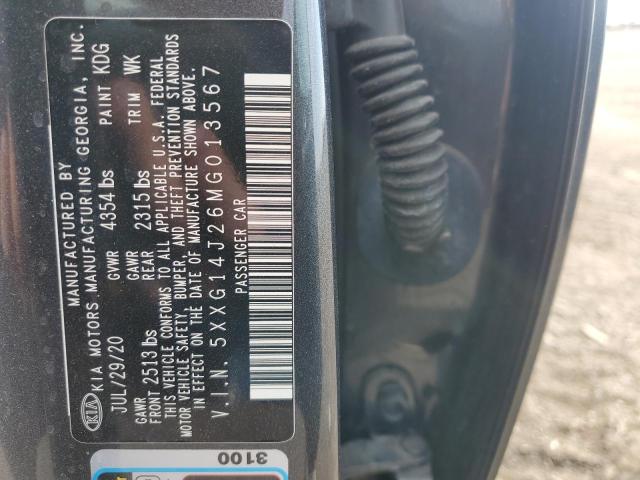 MANUFACTURED BY
KIA KIA MOTORS MANUFACTURING GEORGIA, INC.
JUL/29/20 GVWR 4354 lbs PAINT KDG
GAWR GAWR
FRONT 2513 lbs REAR 2315 lbs TRIM WK
THIS VEHICLE CONFORMS TO ALL APPLICABLE U.S.A. FEDERAL
MOTOR VEHICLE SAFETY, BUMPER, AND THEFT PREVENTION STANDARDS
IN EFFECT ON THE DATE OF MANUFACTURE SHOWN ABOVE.
V.I.N. 5XXG14J26MG013567
PASSENGER CAR
3100